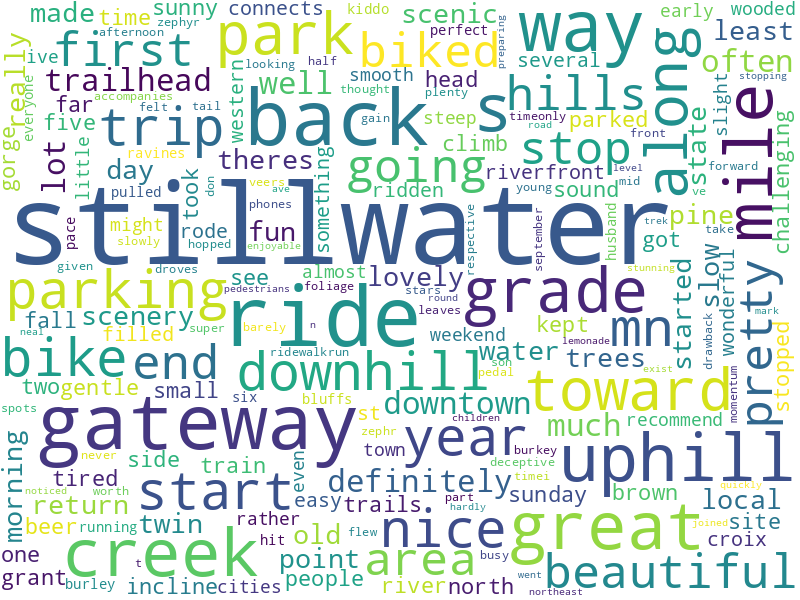 made time sunny connects kiddo scenic early wooded
afternoon zephyr perfect preparing
ive first park biked way along least
really everyone looking half several often
trailhead accompanies western well smooth head stopping
gorge far felt tail thought plenty steep hills slight
five trip back s timeonly parked mile
ravines gain climb road front state
lot little day theres going stop level forward
pulled took don riverfront mid young sound ve challenging
veers ridden
might rode hopped fun something respective september husband got pine take
pace slowly phones ave trek
stillwater
given droves enjoyable almost lovely stunning
parking see pedestrians foliage stars grade kept started slow wonderful pretty
fall scenery super leaves round lemonade mn mark
neal filled barely n weekend water trees drawback stopped
bike end ride ridewalkrun son downhill pedal exist
two gentle small six bluffs downtown toward momentum spots
gateway st zephr children much recommend
morning never town year burkey uphill
side train even deceptive
tired noticed worth start definitely timei sunday brown quickly
return rather easy trails part hardly local
beer running twin hit old flew nice great joined site
one t point busy area croix
grant creek people river north went beautiful
burley incline cities northeast